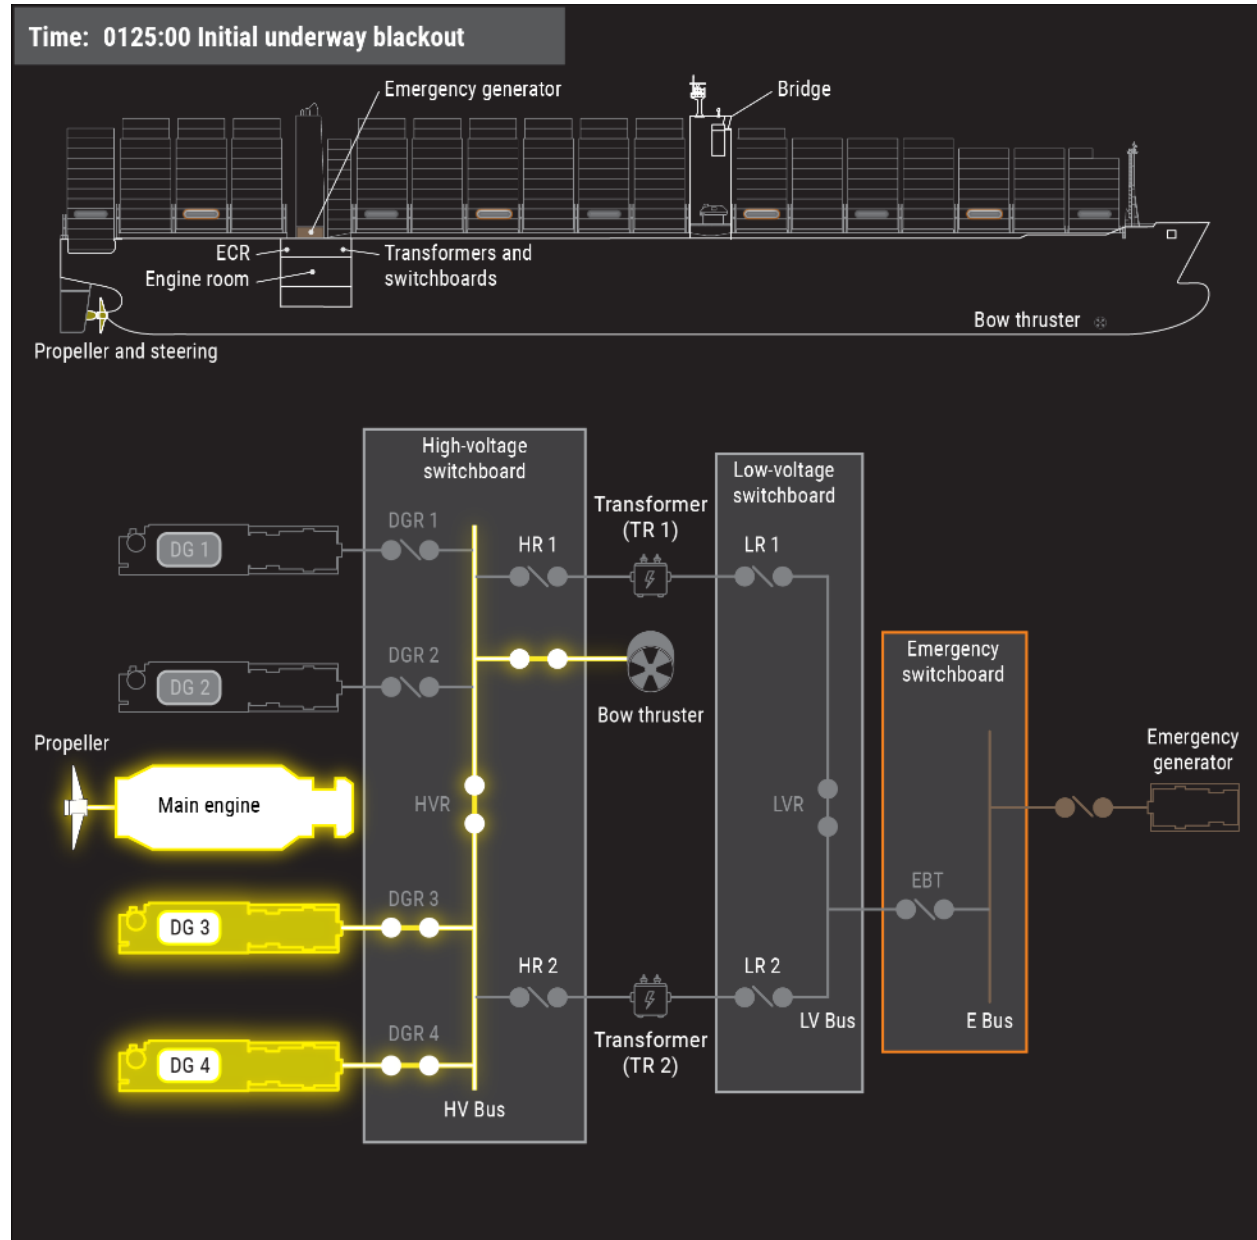 Time: 0125:00 Initial underway blackout
Emergency generator
Bridge
ECR
Transformers and
switchboards
Engine room
Bow thruster
Propeller and steering
High-voltage
switchboard
Low-voltage
switchboard
Transformer
(TR 1)
DGR 1
HR 1
LR 1
DG 1
DGR 2
DG 2
Bow thruster
Emergency
switchboard
Propeller
Emergency
generator
Main engine
HVR
LVR
DGR 3
EBT
DG 3
HR 2
LR 2
LV Bus
E Bus
DGR 4
Transformer
(TR 2)
DG 4
HV Bus